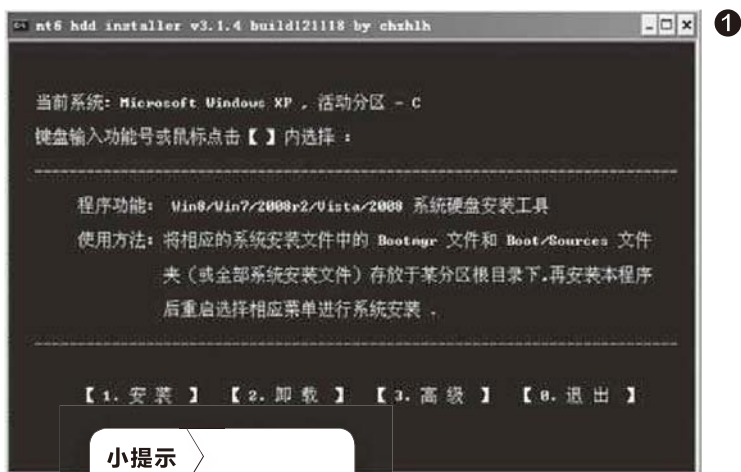 nt6 hdd installer v3.1.4 build121118 by chzhlh
❶
当前系统: Microsoft Windows XP , 活动分区 - C
键盘输入功能号或鼠标点击【 】内选择 :
程序功能: Win8/Win7/2008r2/Vista/2008 系统硬盘安装工具
使用方法: 将相应的系统安装文件中的 Bootmgr 文件和 Boot/Sources 文件
夹（或全部系统安装文件）存放于某分区根目录下.再安装本程序
后重启选择相应菜单进行系统安装 .
【 1. 安 装 】 【 2. 卸 载 】 【 3. 高 级 】 【 0. 退 出 】
小提示